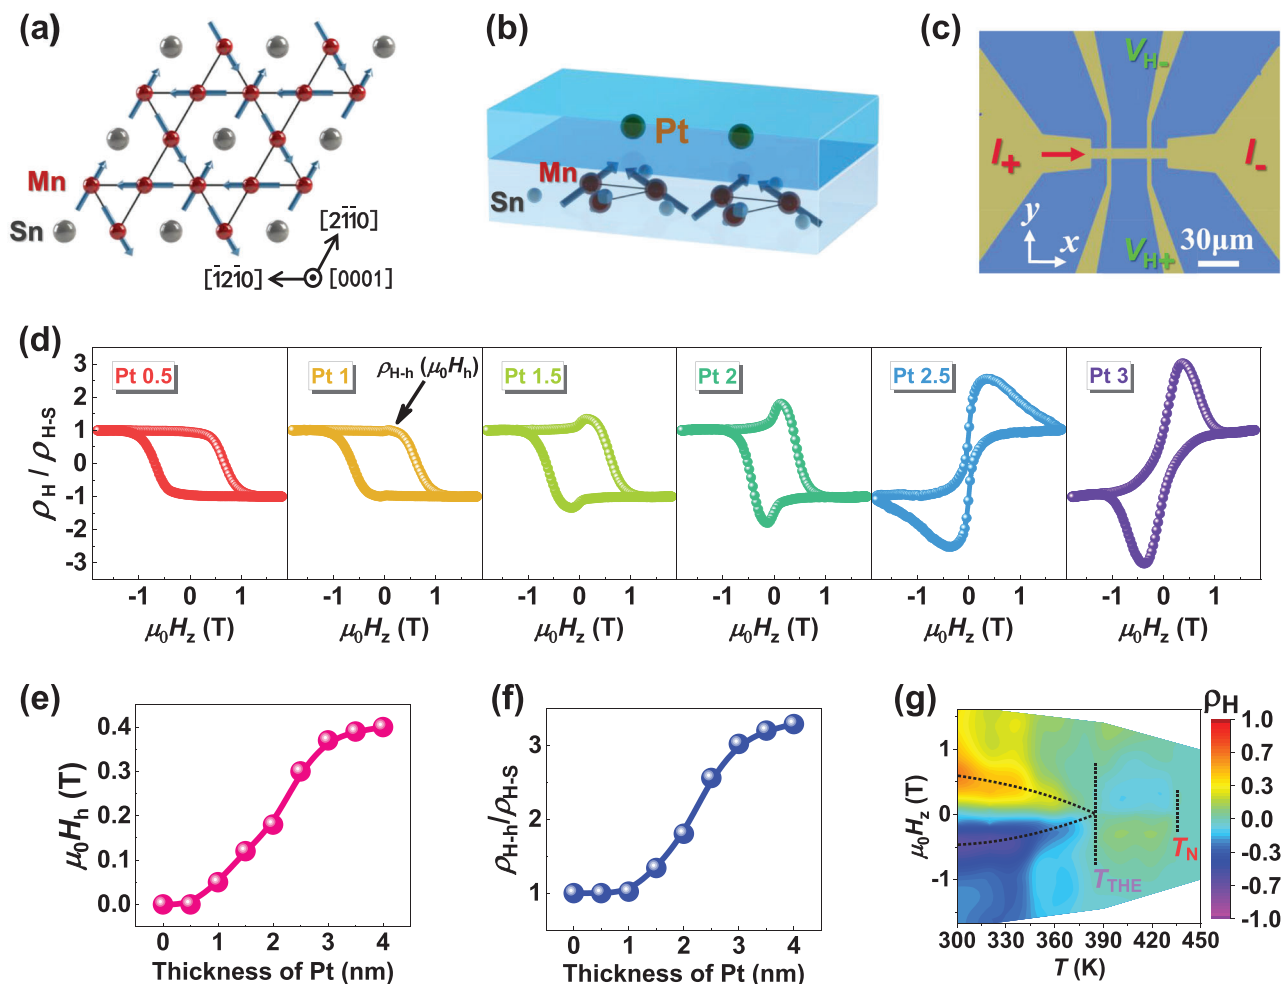 (a)
Mn
Sn
[2110]
[1210]
[0001]
(b)
Pt
Mn
Sn
(c)
V_H-
I_+
I_-
y
x
V_H+
30μm
(d)
ρ_H / ρ_H-S
3
2
1
0
-1
-2
-3
Pt 0.5
Pt 1
ρ_H-h (μ₀H_h)
Pt 1.5
Pt 2
Pt 2.5
Pt 3
-1 0 1
-1 0 1
-1 0 1
-1 0 1
-1 0 1
-1 0 1
μ₀H_z (T)
μ₀H_z (T)
μ₀H_z (T)
μ₀H_z (T)
μ₀H_z (T)
μ₀H_z (T)
(e)
μ₀H_h (T)
0.4
0.3
0.2
0.1
0.0
0 1 2 3 4
Thickness of Pt (nm)
(f)
ρ_H-h/ρ_H-S
3
2
1
0 1 2 3 4
Thickness of Pt (nm)
(g)
μ₀H_z (T)
1
0
-1
T_THE
T_N
300 330 360 390 420 450
T (K)
ρ_H
1.0
0.7
0.3
0.0
-0.3
-0.7
-1.0